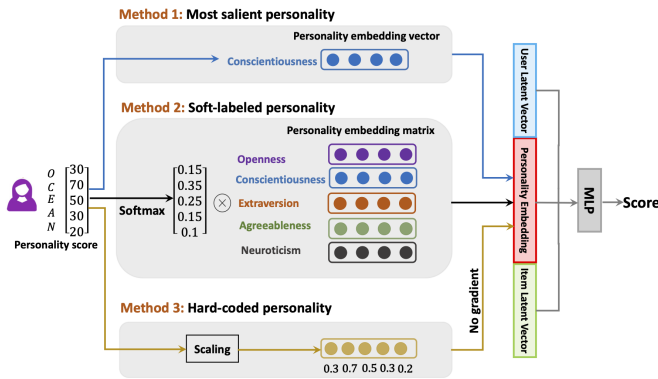 Method 1: Most salient personality
Personality embedding vector
Conscientiousness
Method 2: Soft-labeled personality
Personality embedding matrix
Openness
Conscientiousness
Extraversion
Agreeableness
Neuroticism
O
C
E
A
N
30
70
50
30
20
Personality score
Softmax
0.15
0.35
0.25
0.15
0.1
×
Method 3: Hard-coded personality
Scaling
0.3 0.7 0.5 0.3 0.2
No gradient
User Latent Vector
Personality Embedding
Item Latent Vector
MLP
Score